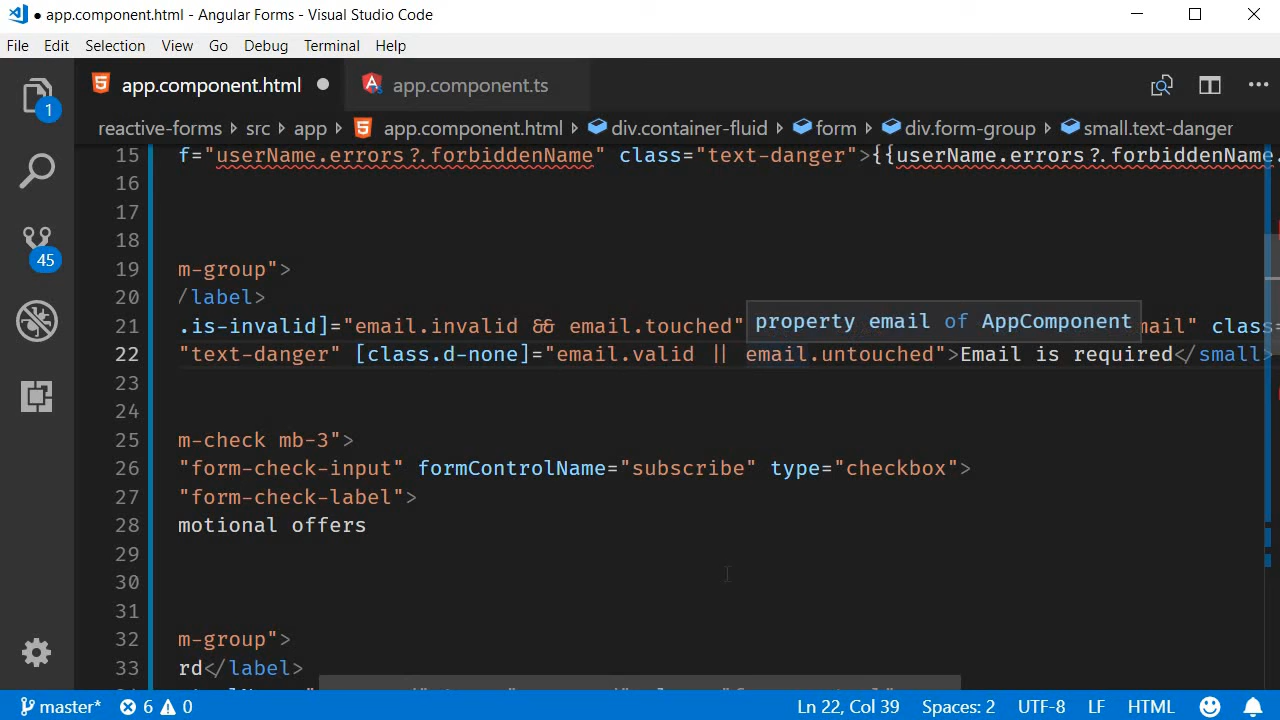 ● app.component.html - Angular Forms - Visual Studio Code
File Edit Selection View Go Debug Terminal Help
app.component.html ● app.component.ts
1
reactive-forms › src › app › app.component.html › div.container-fluid › form › div.form-group › small.text-danger
15 f="userName.errors?.forbiddenName" class="text-danger">{{userName.errors?.forbiddenName.
16
17
18
45
19 m-group">
20 /label>
21 .is-invalid]="email.invalid && email.touched" mail" class=
property email of AppComponent
22 "text-danger" [class.d-none]="email.valid || email.untouched">Email is required</small>
23
24
25 m-check mb-3">
26 "form-check-input" formControlName="subscribe" type="checkbox">
27 "form-check-label">
28 motional offers
29
30
31
32 m-group">
33 rd</label>
master* 6 0 Ln 22, Col 39 Spaces: 2 UTF-8 LF HTML